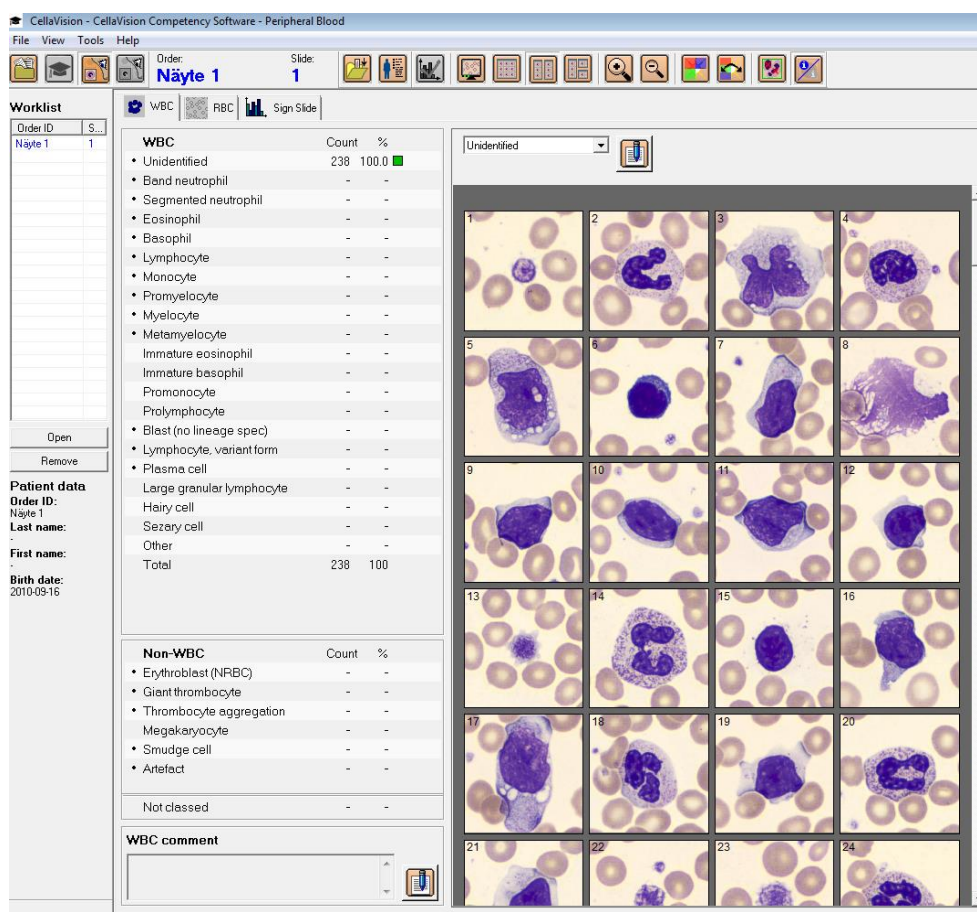 CellaVision - CellaVision Competency Software - Peripheral Blood
File View Tools Help
Order: Slide:
Näyte 1 1
Worklist
Order ID S...
Näyte 1 1
Open
Remove
Patient data
Order ID:
Näyte 1
Last name:
-
First name:
-
Birth date:
2010-09-16
WBC RBC Sign Slide
WBC Count %
• Unidentified 238 100.0
• Band neutrophil - -
• Segmented neutrophil - -
• Eosinophil - -
• Basophil - -
• Lymphocyte - -
• Monocyte - -
• Promyelocyte - -
• Myelocyte - -
• Metamyelocyte - -
Immature eosinophil - -
Immature basophil - -
Promonocyte - -
Prolymphocyte - -
• Blast (no lineage spec) - -
• Lymphocyte, variant form - -
• Plasma cell - -
Large granular lymphocyte - -
Hairy cell - -
Sezary cell - -
Other - -
Total 238 100
Non-WBC Count %
• Erythroblast (NRBC) - -
• Giant thrombocyte - -
• Thrombocyte aggregation - -
Megakaryocyte - -
• Smudge cell - -
• Artefact - -
Not classed - -
WBC comment
Unidentified
1 2 3 4
5 6 7 8
9 10 11 12
13 14 15 16
17 18 19 20
21 22 23 24